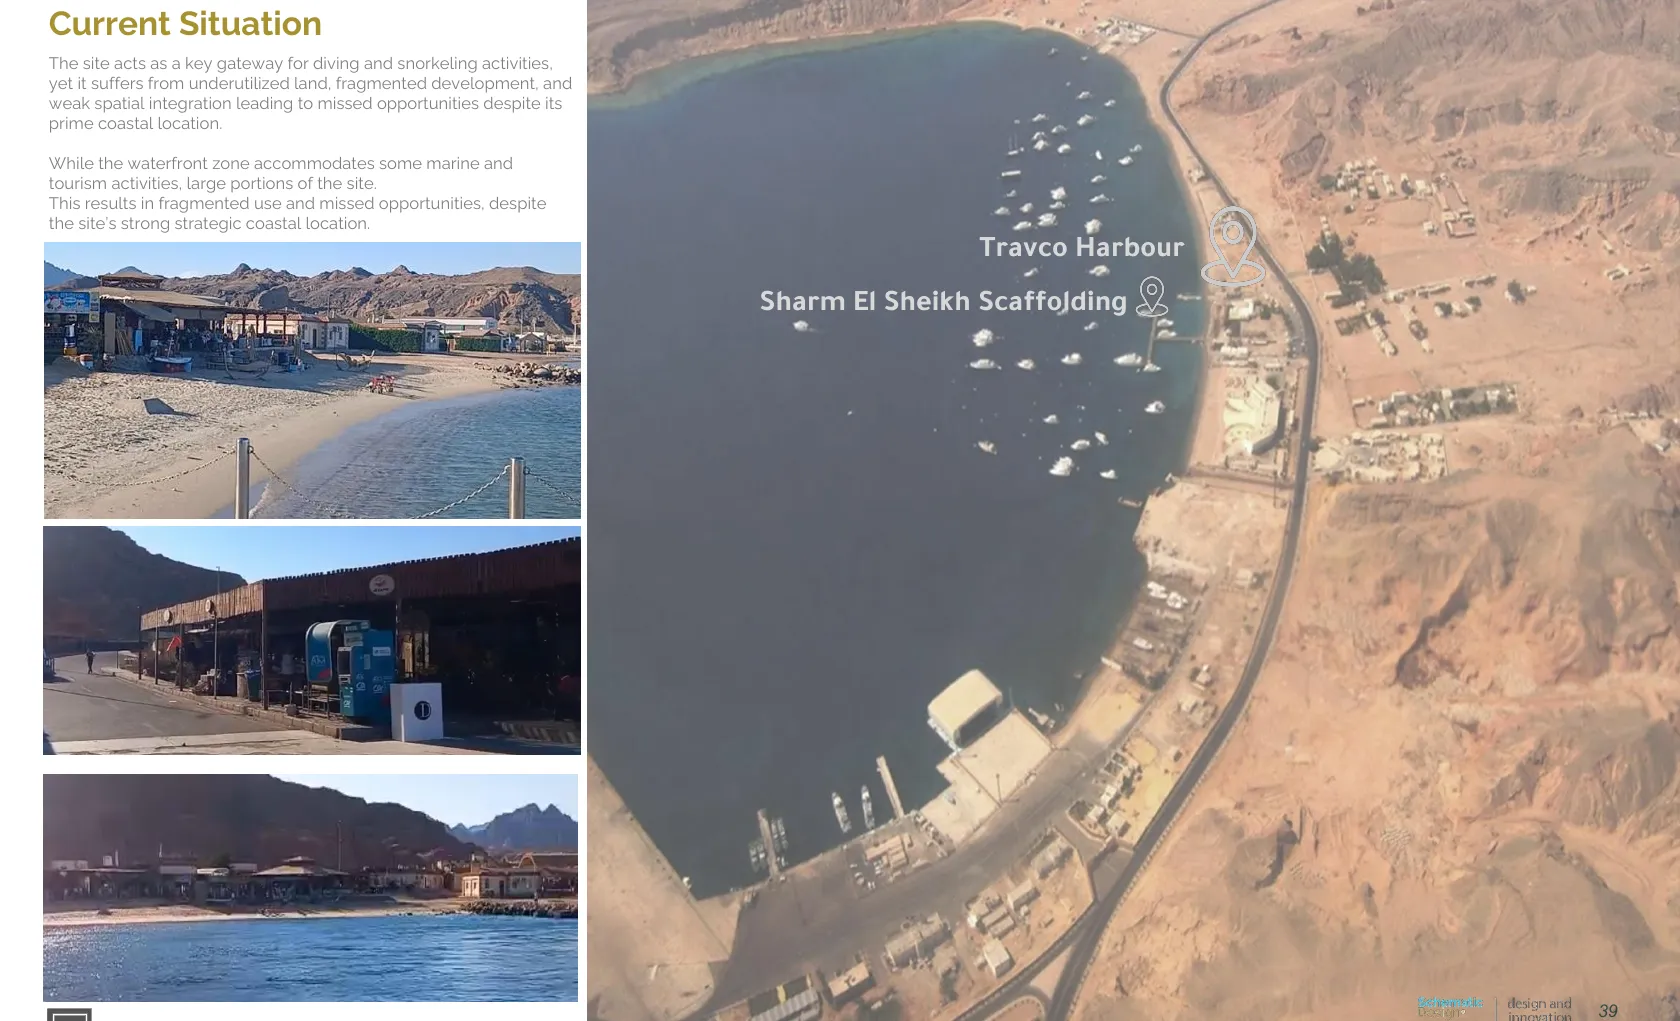 Current Situation
The site acts as a key gateway for diving and snorkeling activities,
yet it suffers from underutilized land, fragmented development, and
weak spatial integration leading to missed opportunities despite its
prime coastal location.
While the waterfront zone accommodates some marine and
tourism activities, large portions of the site.
This results in fragmented use and missed opportunities, despite
the site's strong strategic coastal location.
Travco Harbour
Sharm El Sheikh Scaffolding
design and
innovation
39